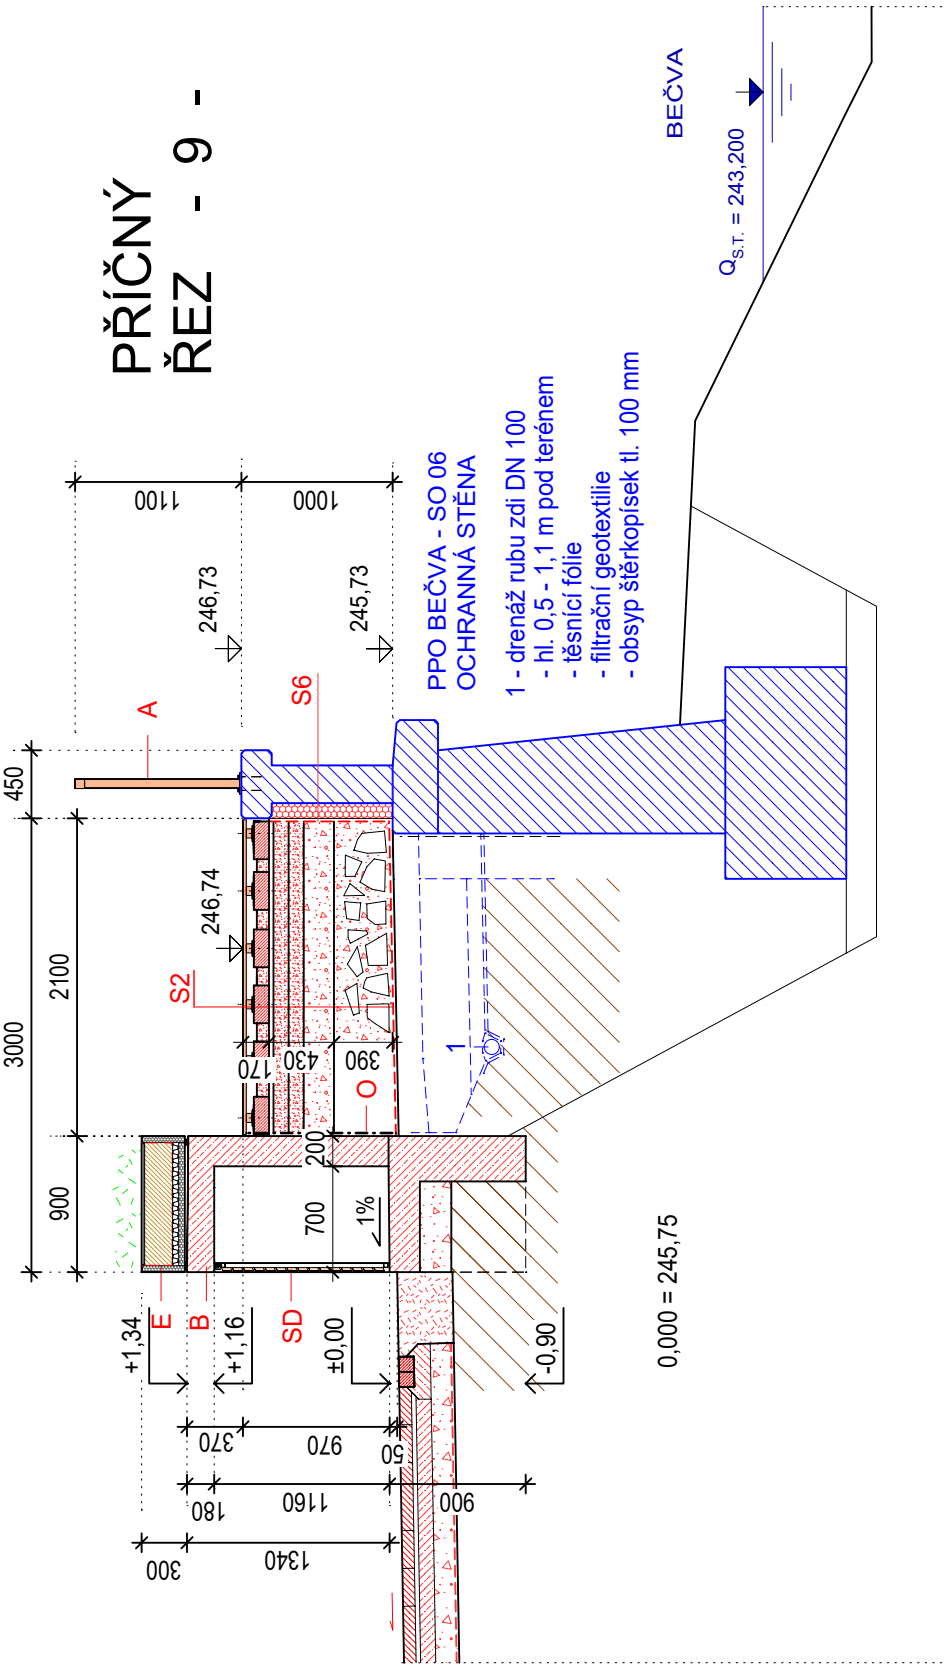 PŘÍČNÝ
ŘEZ - 9 -
BEČVA
Q S.T. = 243,200
1100
1000
246,73
245,73
PPO BEČVA - SO 06
OCHRANNÁ STĚNA
1 - drenáž rubu zdi DN 100
- hl. 0,5 - 1,1 m pod terénem
- těsnící fólie
- filtrační geotextilie
- obsyp štěrkopísek tl. 100 mm
A
S6
450
3000
2100
900
246,74
S2
170
430
390
O
1
200
700
1%
E
B
SD
+1,34
+1,16
±0,00
-0,90
0,000 = 245,75
370
970
50
180
1160
900
300
1340